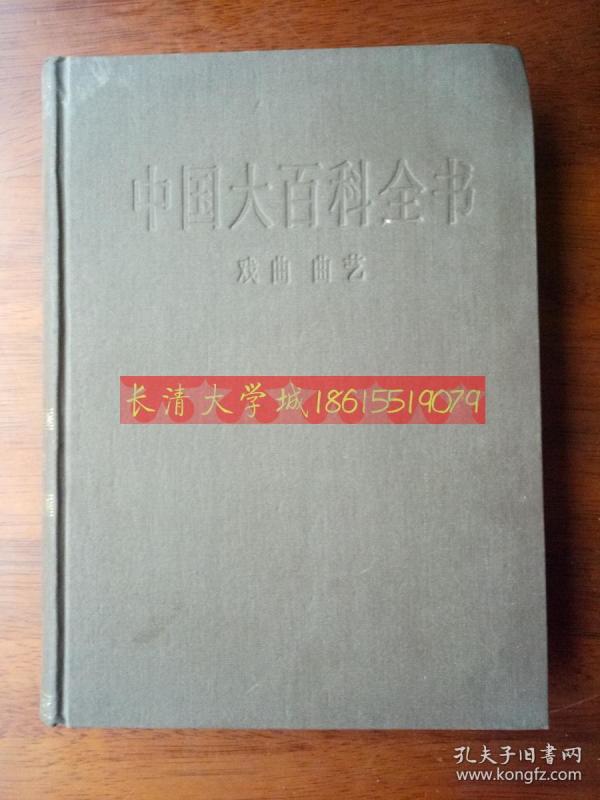 中国大百科全书
戏曲 曲艺
长清大学城18615519079
孔夫子旧書网
www.kongfz.com